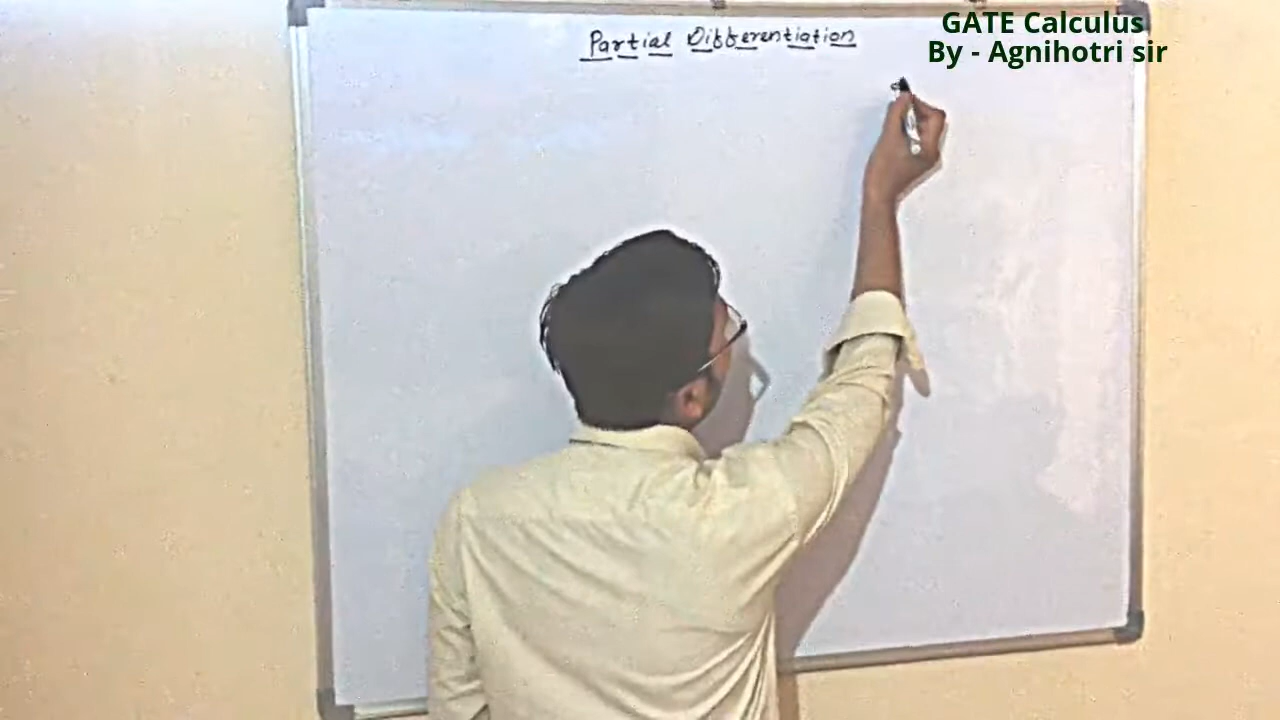 Partial Differentiation
GATE Calculus
By - Agnihotri sir